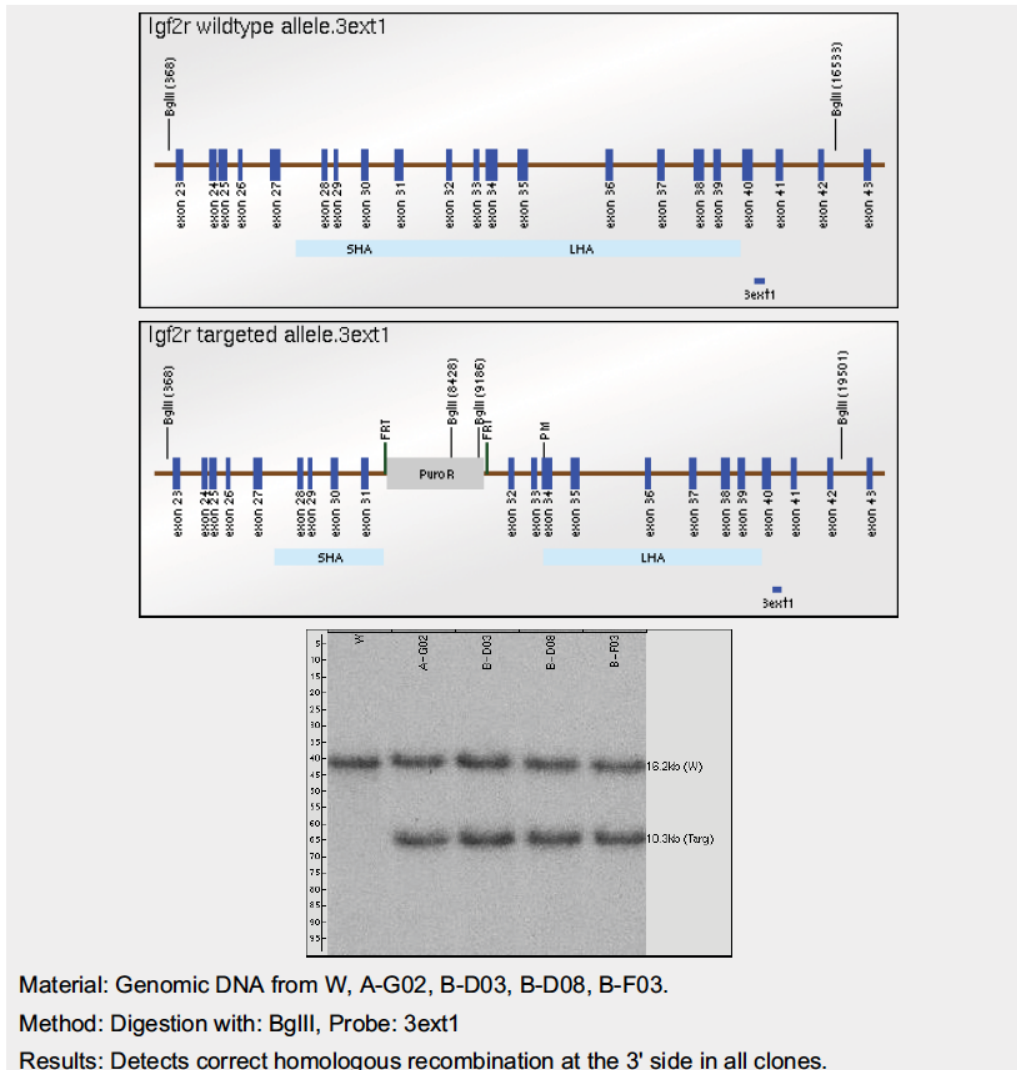 Igf2r wildtype allele.3ext1
BglII (368)
BglII (16533)
exon 23
exon 24
exon 25
exon 26
exon 27
exon 28
exon 29
exon 30
exon 31
exon 32
exon 33
exon 34
exon 35
exon 36
exon 37
exon 38
exon 39
exon 40
exon 41
exon 42
exon 43
SHA
LHA
3ext1
Igf2r targeted allele.3ext1
BglII (368)
FRT
BglII (8428)
BglII (9186)
FRT
PM
BglII (19501)
Puro R
exon 23
exon 24
exon 25
exon 26
exon 27
exon 28
exon 29
exon 30
exon 31
exon 32
exon 33
exon 34
exon 35
exon 36
exon 37
exon 38
exon 39
exon 40
exon 41
exon 42
exon 43
SHA
LHA
3ext1
W
A-G02
B-D03
B-D08
B-F03
5
10
15
20
25
30
35
40
45
50
55
60
65
70
75
80
85
90
95
16.2kb (W)
10.3kb (Targ)
Material: Genomic DNA from W, A-G02, B-D03, B-D08, B-F03.
Method: Digestion with: BglII, Probe: 3ext1
Results: Detects correct homologous recombination at the 3' side in all clones.